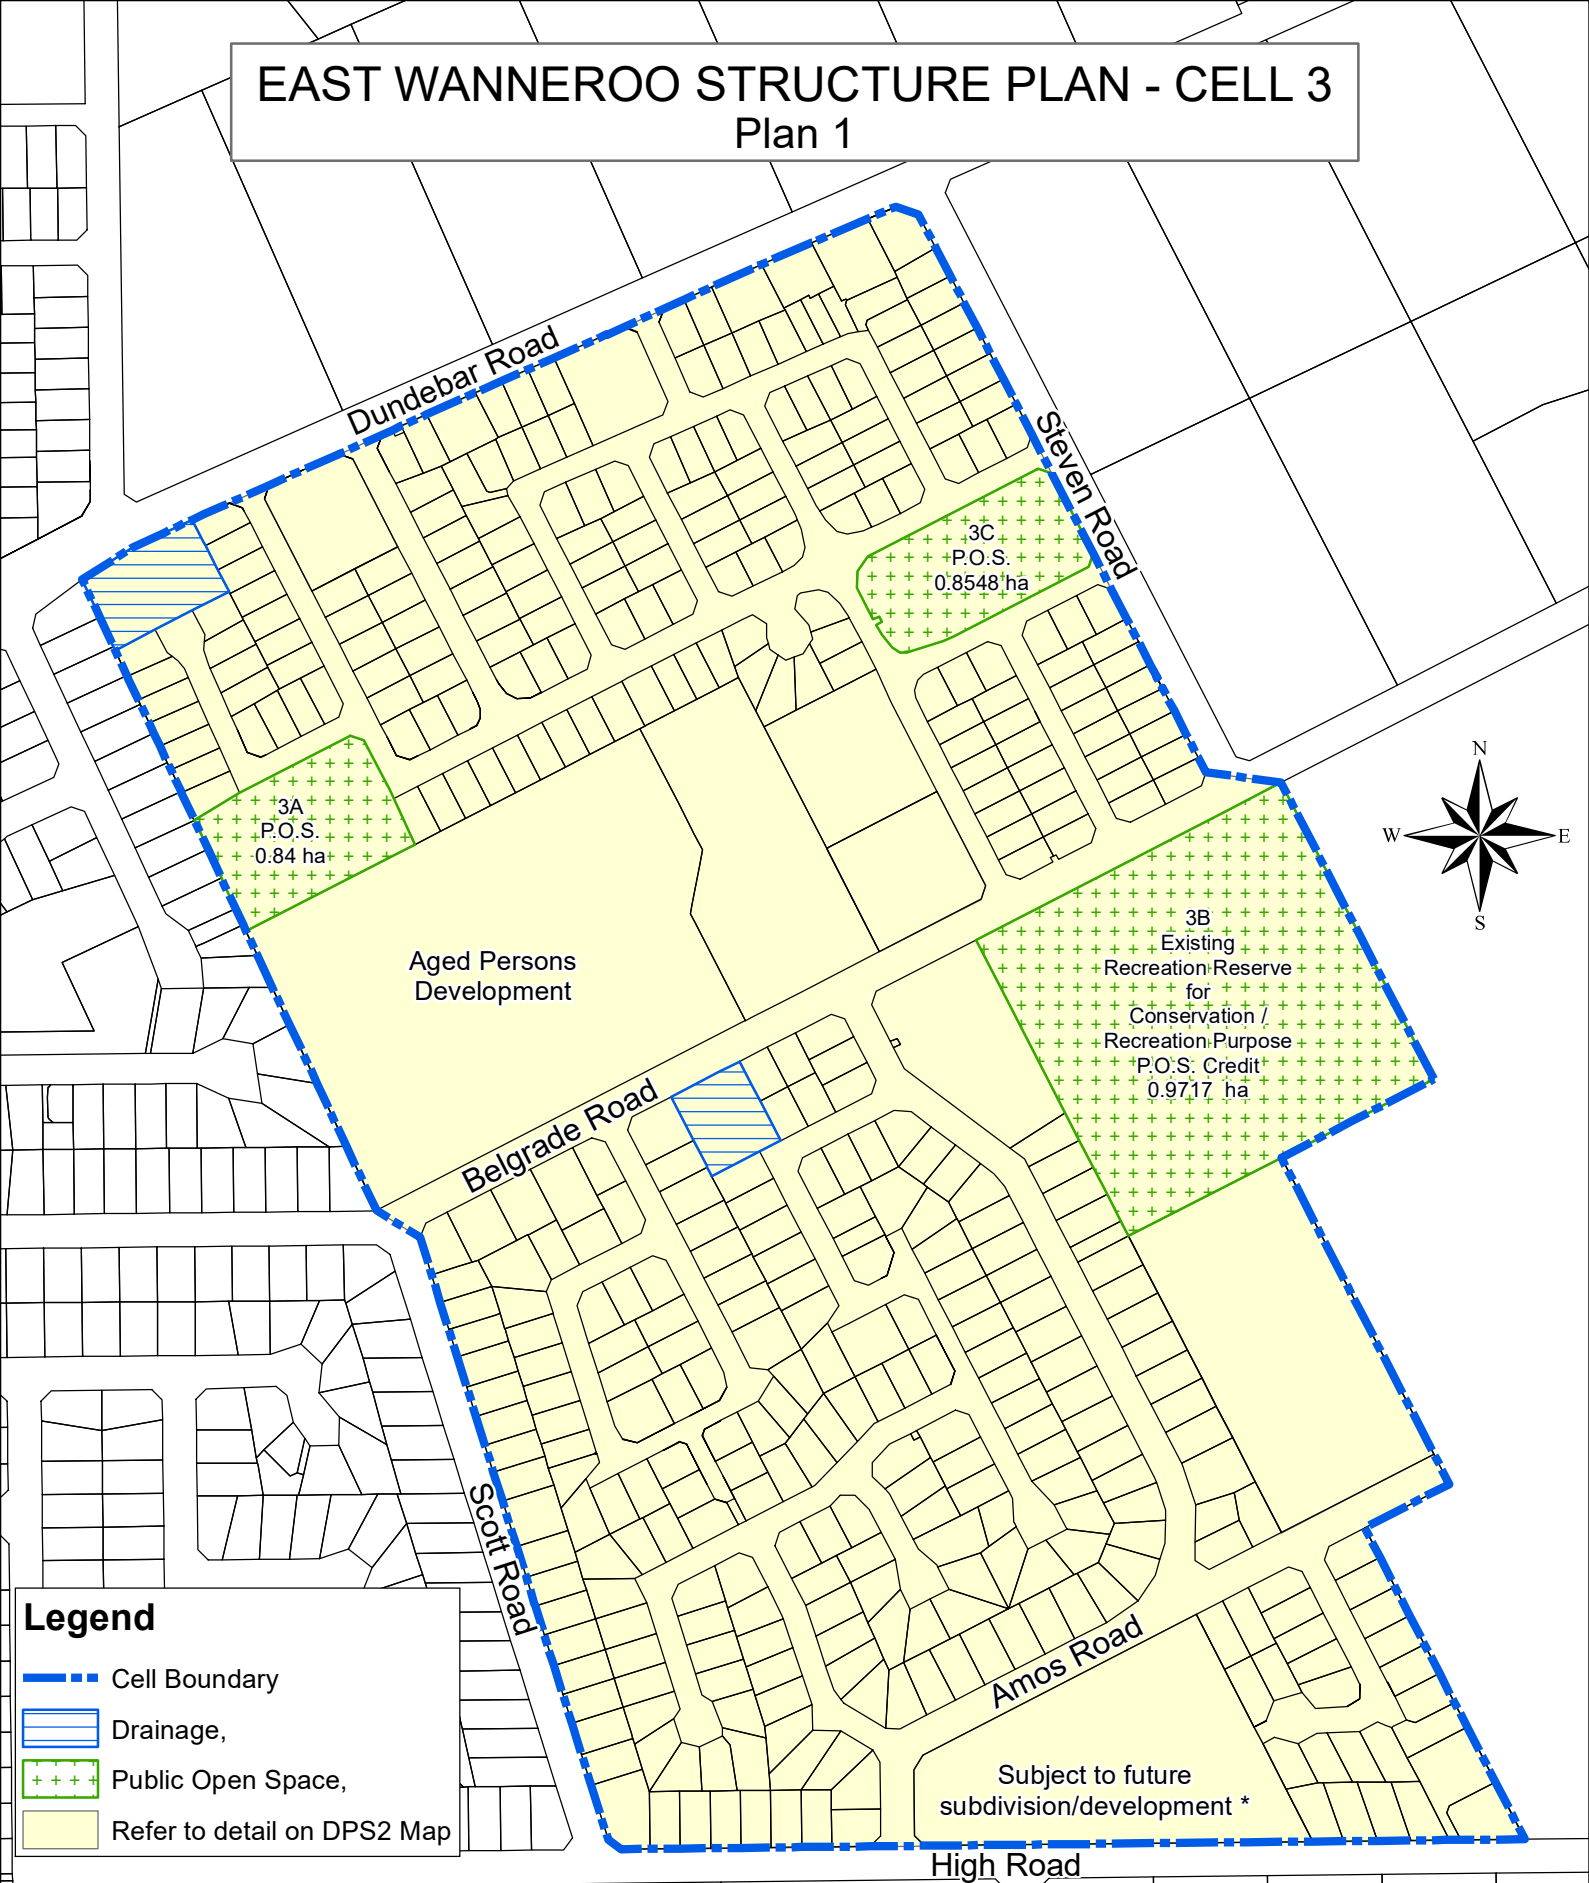 EAST WANNEROO STRUCTURE PLAN - CELL 3
Plan 1
Dundebar Road
Steven Road
3C
P.O.S.
0.8548 ha
N
W
E
S
3A
P.O.S.
0.84 ha
3B
Existing
Recreation Reserve
for
Conservation /
Recreation Purpose
P.O.S. Credit
0.9717 ha
Aged Persons
Development
Belgrade Road
Scott Road
Amos Road
Subject to future
subdivision/development *
High Road
Legend
Cell Boundary
Drainage,
Public Open Space,
Refer to detail on DPS2 Map